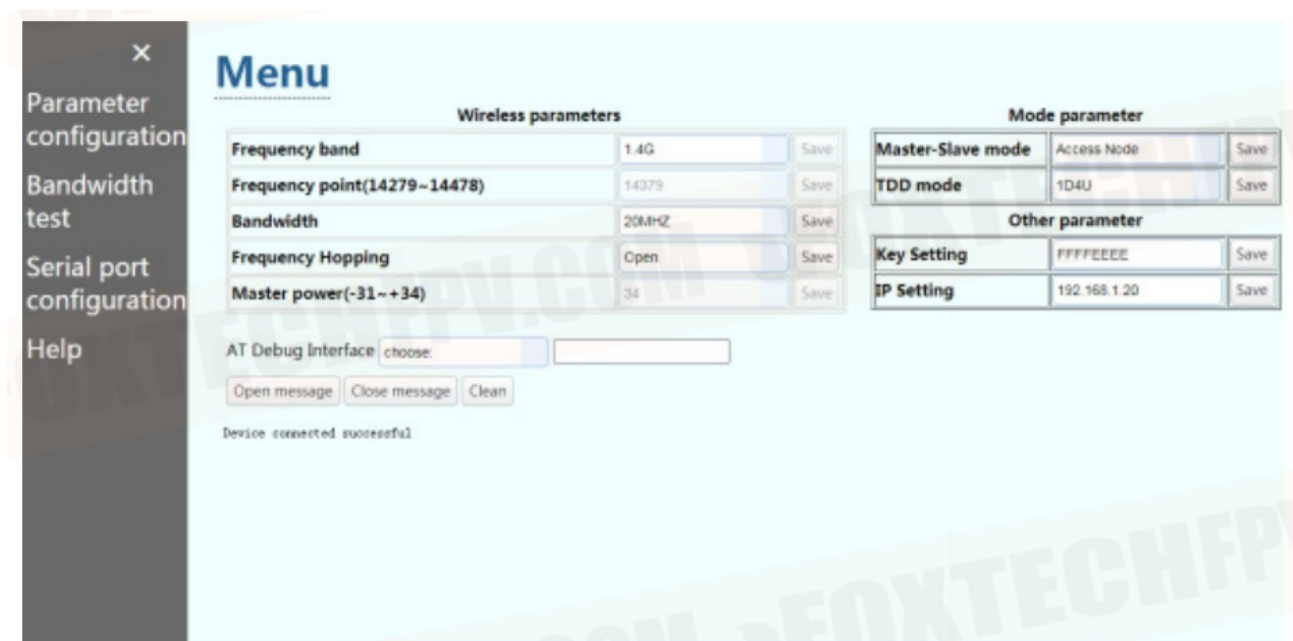 ×
Parameter
configuration
Bandwidth
test
Serial port
configuration
Help
Menu
Wireless parameters
Frequency band 1.4G Save
Frequency point(14279~14478) 14379 Save
Bandwidth 20MHZ Save
Frequency Hopping Open Save
Master power(-31~+34) 34 Save
Mode parameter
Master-Slave mode Access Node Save
TDD mode 1D4U Save
Other parameter
Key Setting FFFFEEEE Save
IP Setting 192.168.1.20 Save
AT Debug Interface choose:
Open message Close message Clean
Device connected successful
FOXTECHFPV.COM
FOXTECHFPV